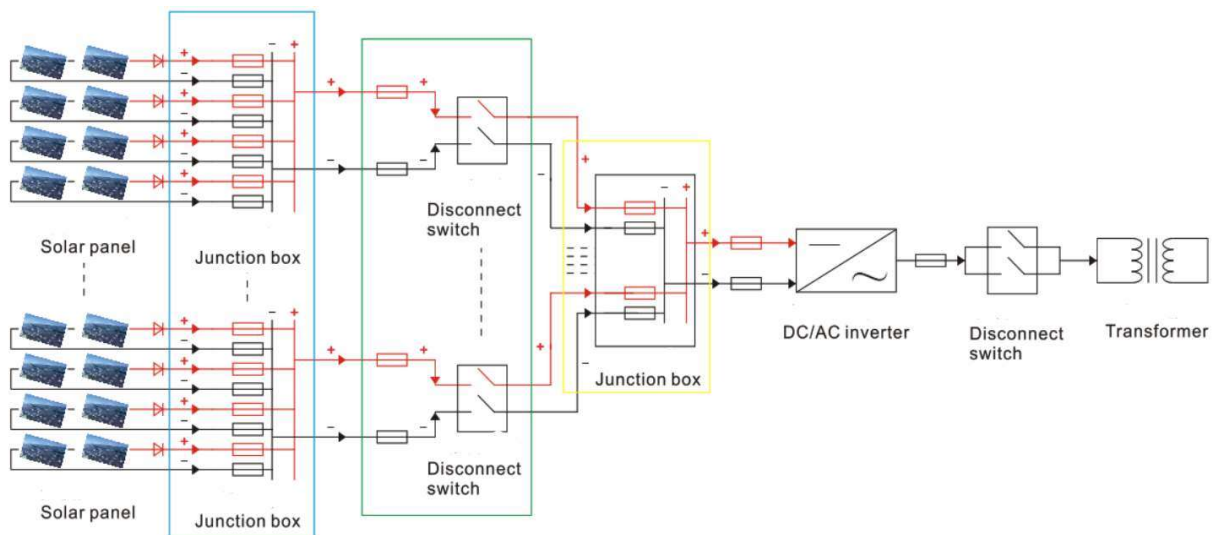 Solar panel
Junction box
Disconnect
switch
Solar panel
Junction box
Disconnect
switch
Junction box
DC/AC inverter
Disconnect
switch
Transformer